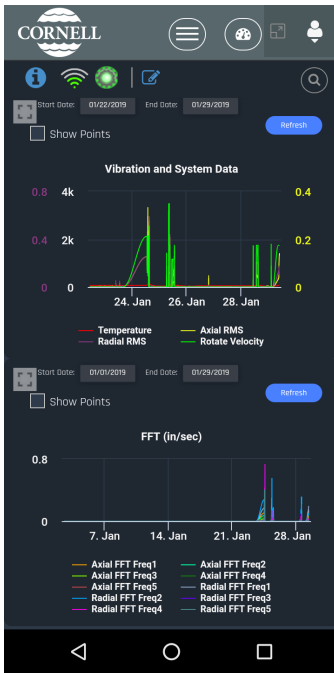 CORNELL
Start Date: 01/22/2019 End Date: 01/29/2019
Refresh
Show Points
Vibration and System Data
0.8 4k 0.4
0.4 2k 0.2
0 0 0
24. Jan 26. Jan 28. Jan
Temperature Axial RMS
Radial RMS Rotate Velocity
Start Date: 01/01/2019 End Date: 01/29/2019
Refresh
Show Points
FFT (in/sec)
0.8
0
7. Jan 14. Jan 21. Jan 28. Jan
Axial FFT Freq1 Axial FFT Freq2
Axial FFT Freq3 Axial FFT Freq4
Axial FFT Freq5 Radial FFT Freq1
Radial FFT Freq2 Radial FFT Freq3
Radial FFT Freq4 Radial FFT Freq5